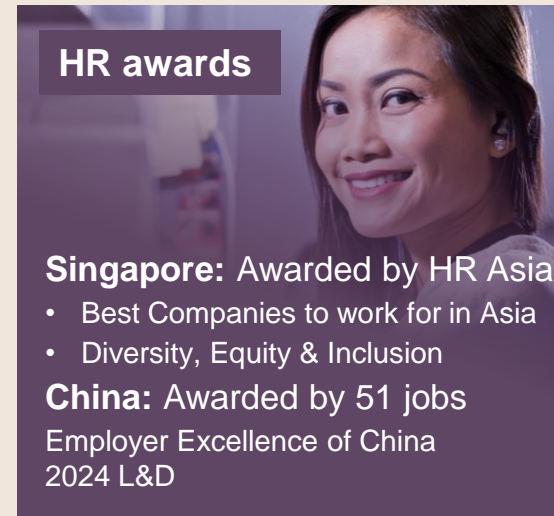 HR awards
Singapore: Awarded by HR Asia
• Best Companies to work for in Asia
• Diversity, Equity & Inclusion
China: Awarded by 51 jobs
Employer Excellence of China
2024 L&D